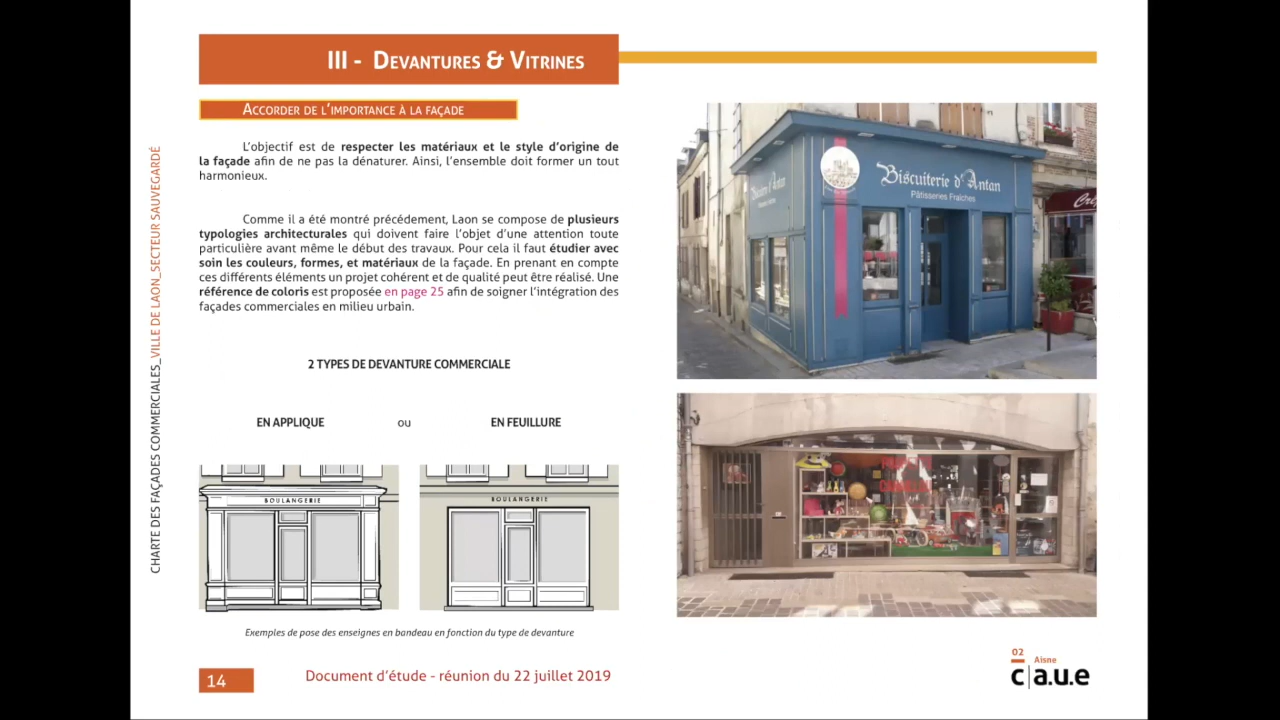 III - Devantures & Vitrines
Accorder de l'importance à la façade
L'objectif est de respecter les matériaux et le style d'origine de
la façade afin de ne pas la dénaturer. Ainsi, l'ensemble doit former un tout
harmonieux.
Comme il a été montré précédement, Laon se compose de plusieurs
typologies architecturales qui doivent faire l'objet d'une attention toute
particulière avant même le début des travaux. Pour cela il faut étudier avec
soin les couleurs, formes, et matériaux de la façade. En prenant en compte
ces différents éléments un projet cohérent et de qualité peut être réalisé. Une
référence de coloris est proposée en page 25 afin de soigner l'intégration des
façades commerciales en milieu urbain.
2 TYPES DE DEVANTURE COMMERCIALE
EN APPLIQUE ou EN FEUILLURE
BOULANGERIE
BOULANGERIE
Exemples de pose des enseignes en bandeau en fonction du type de devanture
14
Document d'étude - réunion du 22 juillet 2019
CHARTE DES FAÇADES COMMERCIALES_VILLE DE LAON_SECTEUR SAUVEGARDÉ
Biscuiterie d'Antan
Pâtisseries Fraîches
02
Aisne
c|a.u.e